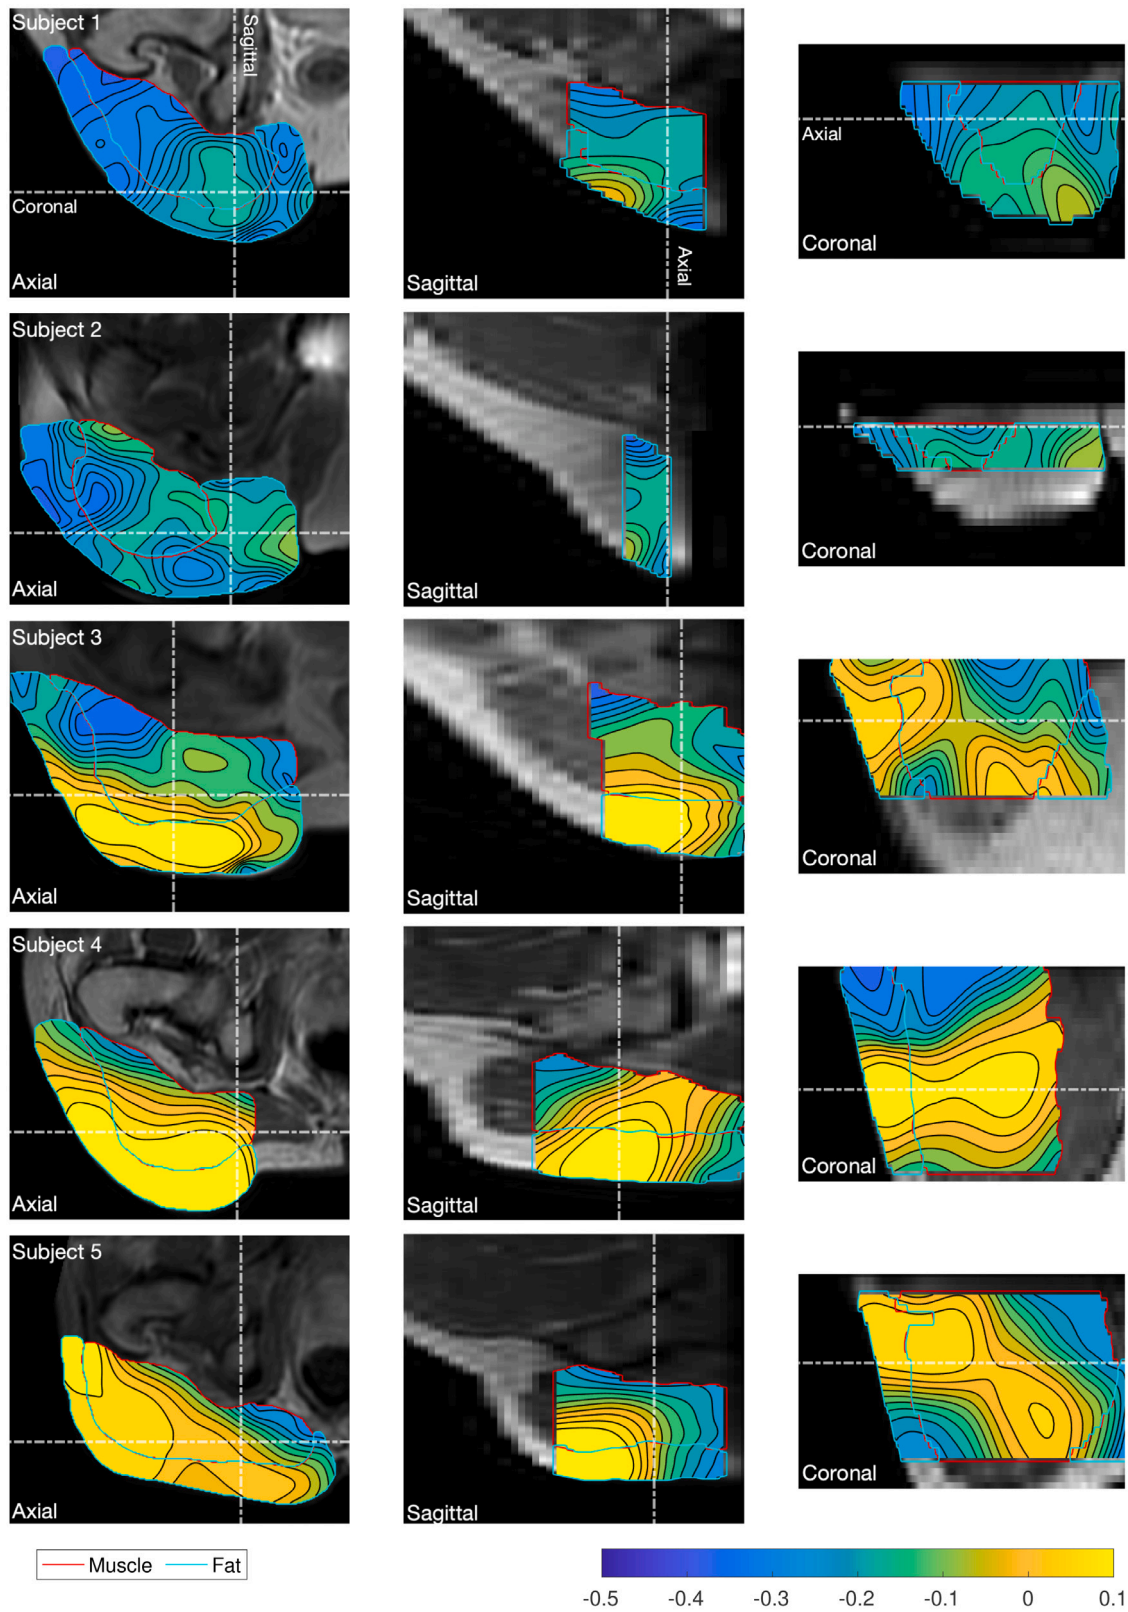 Subject 1
Sagittal
Coronal
Axial
Sagittal
Axial
Axial
Coronal
Subject 2
Axial
Sagittal
Coronal
Subject 3
Axial
Sagittal
Coronal
Subject 4
Axial
Sagittal
Coronal
Subject 5
Axial
Sagittal
Coronal
Muscle Fat
-0.5 -0.4 -0.3 -0.2 -0.1 0 0.1